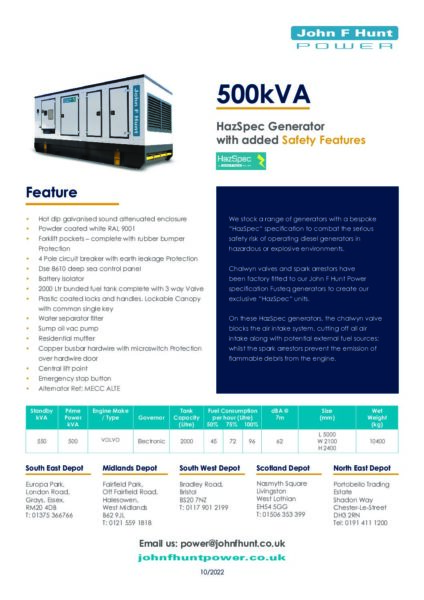 John F Hunt
POWER
500kVA
HazSpec Generator
with added Safety Features
HazSpec
John F Hunt
Feature
• Hot dip galvanised sound attenuated enclosure
• Powder coated white RAL 9001
• Forklift pockets – complete with rubber bumper
Protection
• 4 Pole circuit breaker with earth leakage Protection
• Dse 8610 deep sea control panel
• Battery isolator
• 2000 Ltr bunded fuel tank complete with 3 way Valve
• Plastic coated locks and handles. Lockable Canopy
with common single key
• Water separator filter
• Sump oil vac pump
• Residential muffler
• Copper busbar hardwire with microswitch Protection
over hardwire door
• Central lift point
• Emergency stop button
• Alternator Ref: MECC ALTE
We stock a range of generators with a bespoke
"HazSpec" specification to combat the serious
safety risk of operating diesel generators in
hazardous or explosive environments.
Chalwyn valves and spark arrestors have
been factory fitted to our John F Hunt Power
specification Fusteq generators to create our
exclusive "HazSpec" units.
On these HazSpec generators, the chalwyn valve
blocks the air intake system, cutting off all air
intake along with potential external fuel sources;
whilst the spark arrestors prevent the emission of
flammable debris from the engine.
Standby kVA | Prime Power kVA | Engine Make / Type | Governor | Tank Capacity (Litre) | Fuel Consumption per hour (Litre) 50% 75% 100% | dBA @ 7m | Size (mm) | Wet Weight (kg)
550 | 500 | VOLVO | Electronic | 2000 | 45 72 96 | 62 | L 5000 W 2100 H 2400 | 10400
South East Depot
Europa Park,
London Road,
Grays, Essex,
RM20 4DB
T: 01375 366766
Midlands Depot
Fairfield Park,
Off Fairfield Road,
Halesowen,
West Midlands
B62 9JL
T: 0121 559 1818
South West Depot
Bradley Road,
Bristol
BS20 7NZ
T: 0117 901 2199
Scotland Depot
Nasmyth Square
Livingston
West Lothian
EH54 5GG
T: 01506 353 399
North East Depot
Portobello Trading
Estate
Shadon Way
Chester-Le-Street
DH3 2RN
Tel: 0191 411 1200
Email us: power@johnfhunt.co.uk
johnfhuntpower.co.uk
10/2022